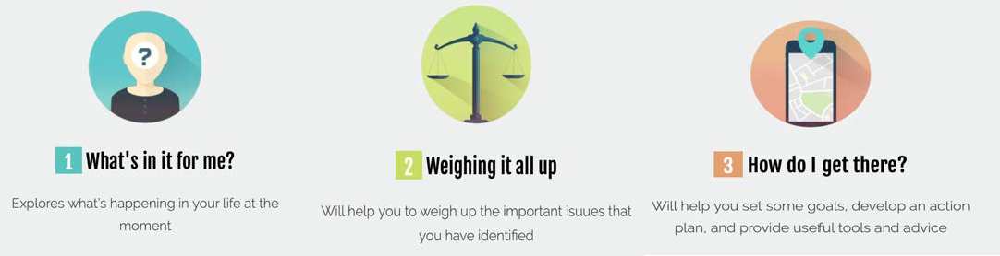 ?
1 What's in it for me?
Explores what's happening in your life at the
moment
2 Weighing it all up
Will help you to weigh up the important isuues that
you have identified
3 How do I get there?
Will help you set some goals, develop an action
plan, and provide useful tools and advice